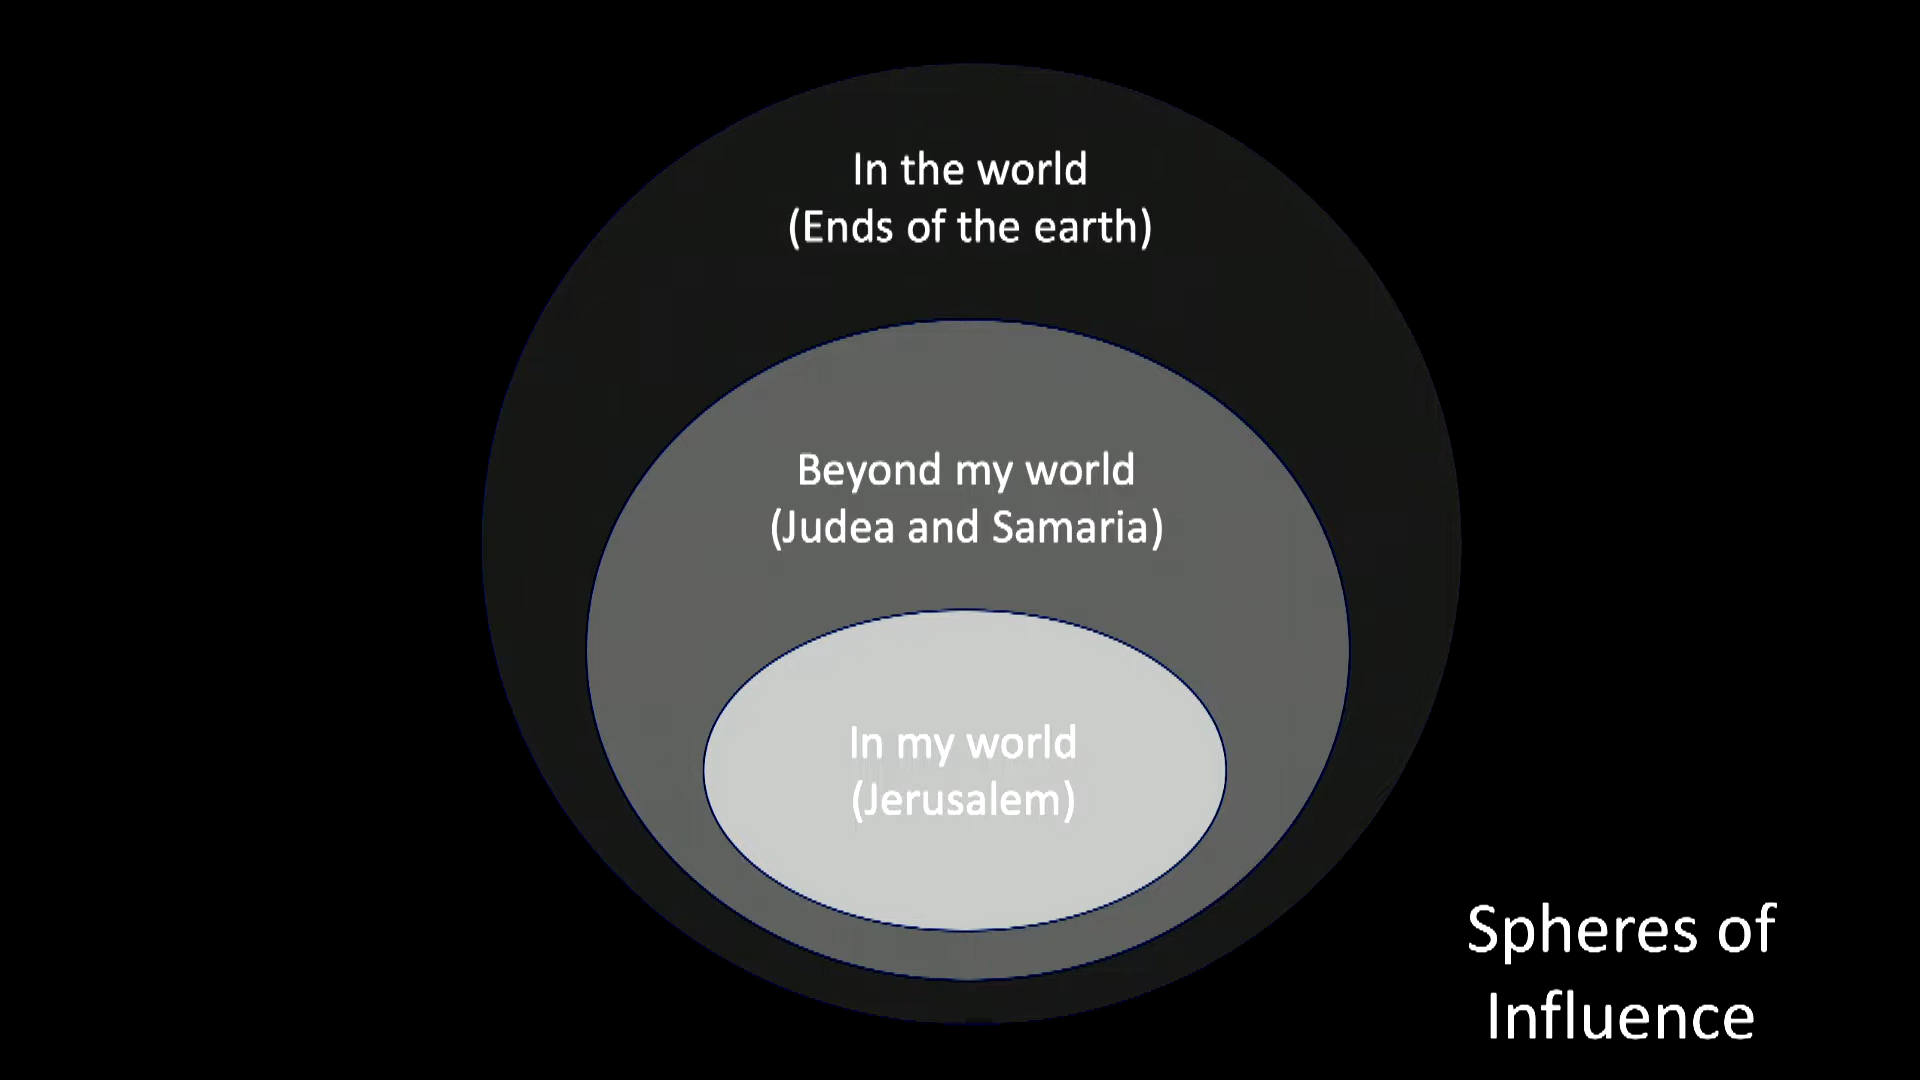 In the world
(Ends of the earth)
Beyond my world
(Judea and Samaria)
In my world
(Jerusalem)
Spheres of
Influence